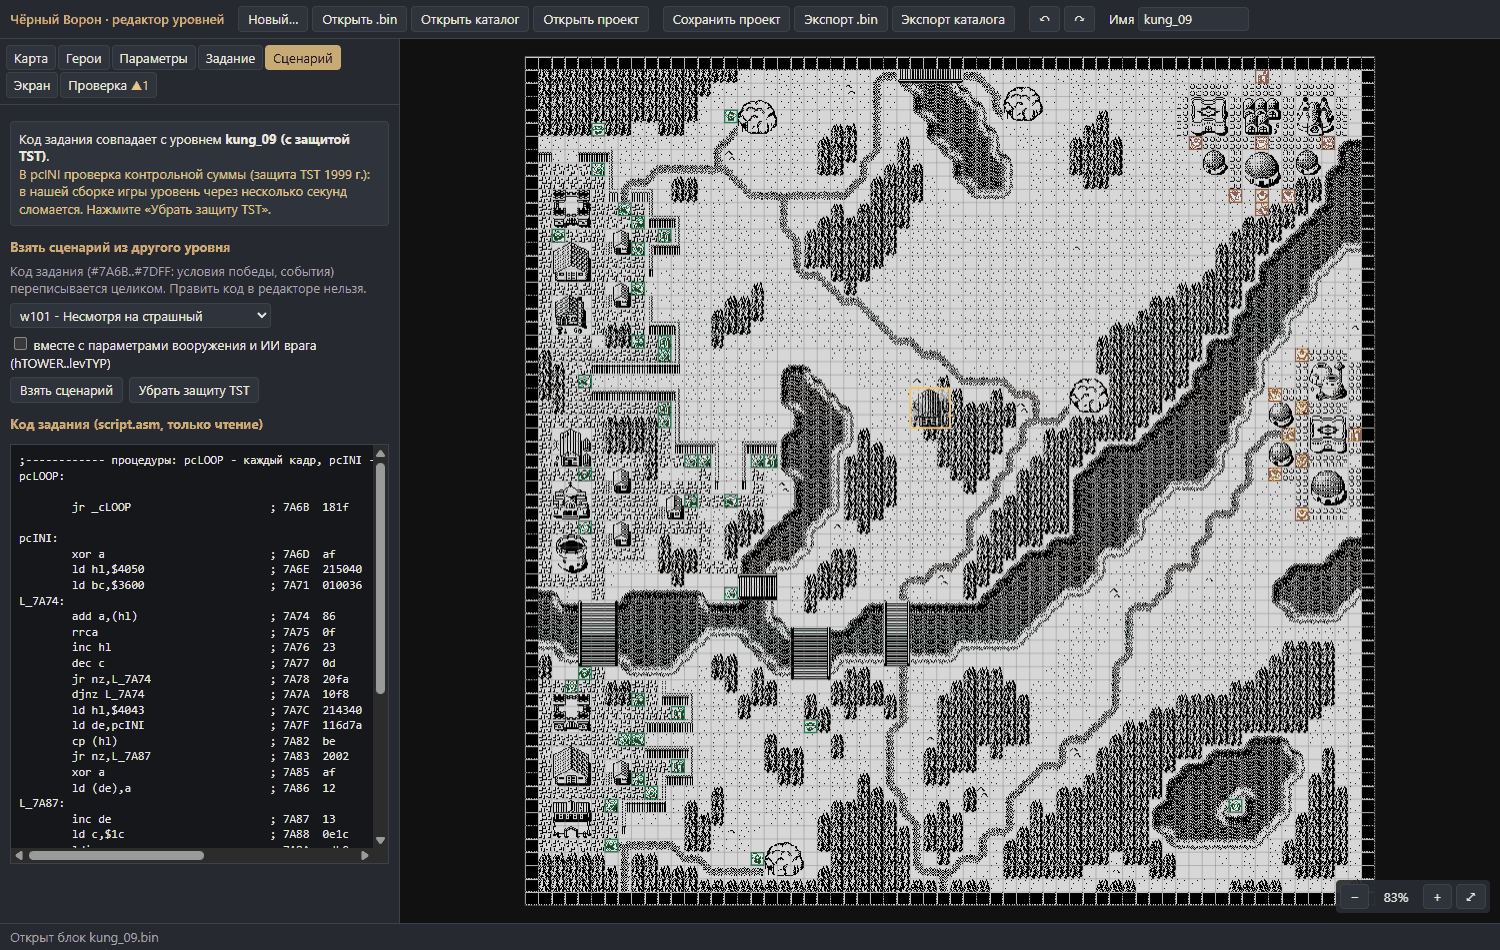 Чёрный Ворон · редактор уровней
Новый...
Открыть .bin
Открыть каталог
Открыть проект
Сохранить проект
Экспорт .bin
Экспорт каталога
Имя
kung_09
Карта
Герои
Параметры
Задание
Сценарий
Экран
Проверка ▲1
Код задания совпадает с уровнем kung_09 (с защитой
TST).
В pcINI проверка контрольной суммы (защита TST 1999 г.):
в нашей сборке игры уровень через несколько секунд
сломается. Нажмите «Убрать защиту TST».
Взять сценарий из другого уровня
Код задания (#7A6B..#7DFF: условия победы, события)
переписывается целиком. Править код в редакторе нельзя.
w101 - Несмотря на страшный
вместе с параметрами вооружения и ИИ врага
(hTOWER..levTYP)
Взять сценарий
Убрать защиту TST
Код задания (script.asm, только чтение)
;------------ процедуры: pcLOOP - каждый кадр, pcINI -
pcLOOP:
jr _cLOOP ; 7A6B 181f
pcINI:
xor a ; 7A6D af
ld hl,$4050 ; 7A6E 215040
ld bc,$3600 ; 7A71 010036
L_7A74:
add a,(hl) ; 7A74 86
rrca ; 7A75 0f
inc hl ; 7A76 23
dec c ; 7A77 0d
jr nz,L_7A74 ; 7A78 20fa
djnz L_7A74 ; 7A7A 10f8
ld hl,$4043 ; 7A7C 214340
ld de,pcINI ; 7A7F 116d7a
cp (hl) ; 7A82 be
jr nz,L_7A87 ; 7A83 2002
xor a ; 7A85 af
ld (de),a ; 7A86 12
L_7A87:
inc de ; 7A87 13
ld c,$1c ; 7A88 0e1c
83%
Открыт блок kung_09.bin